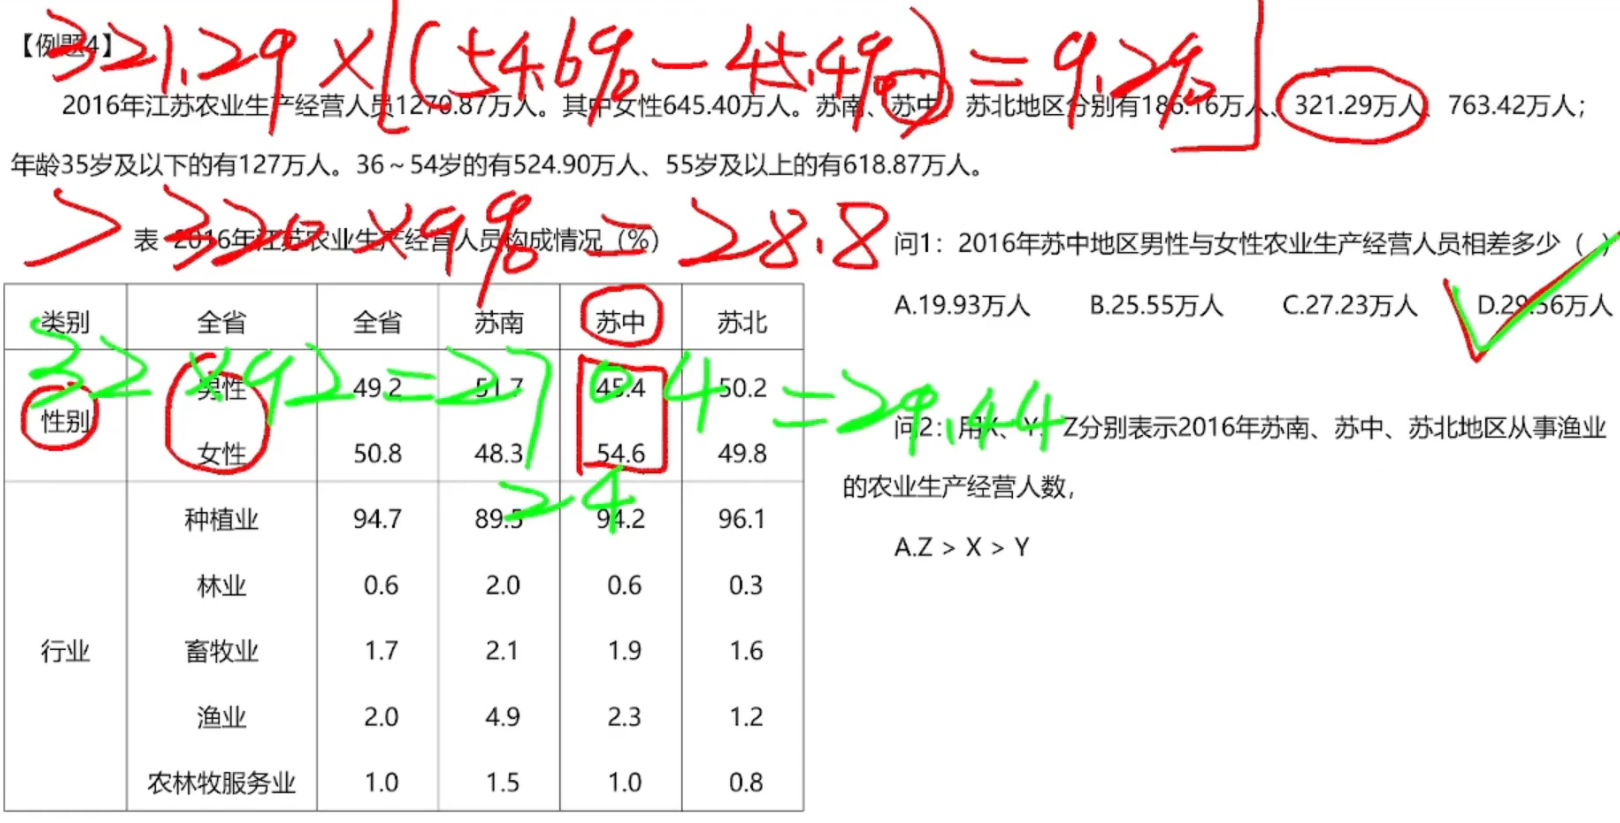 【例题4】
321.29×[(54.6%-45.4%)=9.2%]
2016年江苏农业生产经营人员1270.87万人。其中女性645.40万人。苏南、苏中、苏北地区分别有186.16万人、321.29万人、763.42万人；
年龄35岁及以下的有127万人。36～54岁的有524.90万人、55岁及以上的有618.87万人。
>320×9%=28.8
表 2016年江苏农业生产经营人员构成情况（%）
类别 全省 全省 苏南 苏中 苏北
性别 男性 49.2 51.7 45.4 50.2
女性 50.8 48.3 54.6 49.8
32×92=2704=29.44
24
行业 种植业 94.7 89.5 94.2 96.1
林业 0.6 2.0 0.6 0.3
畜牧业 1.7 2.1 1.9 1.6
渔业 2.0 4.9 2.3 1.2
农林牧服务业 1.0 1.5 1.0 0.8
问1：2016年苏中地区男性与女性农业生产经营人员相差多少（ ）
A.19.93万人 B.25.55万人 C.27.23万人 D.29.56万人
问2：用X、Y、Z分别表示2016年苏南、苏中、苏北地区从事渔业
的农业生产经营人数，
A.Z > X > Y